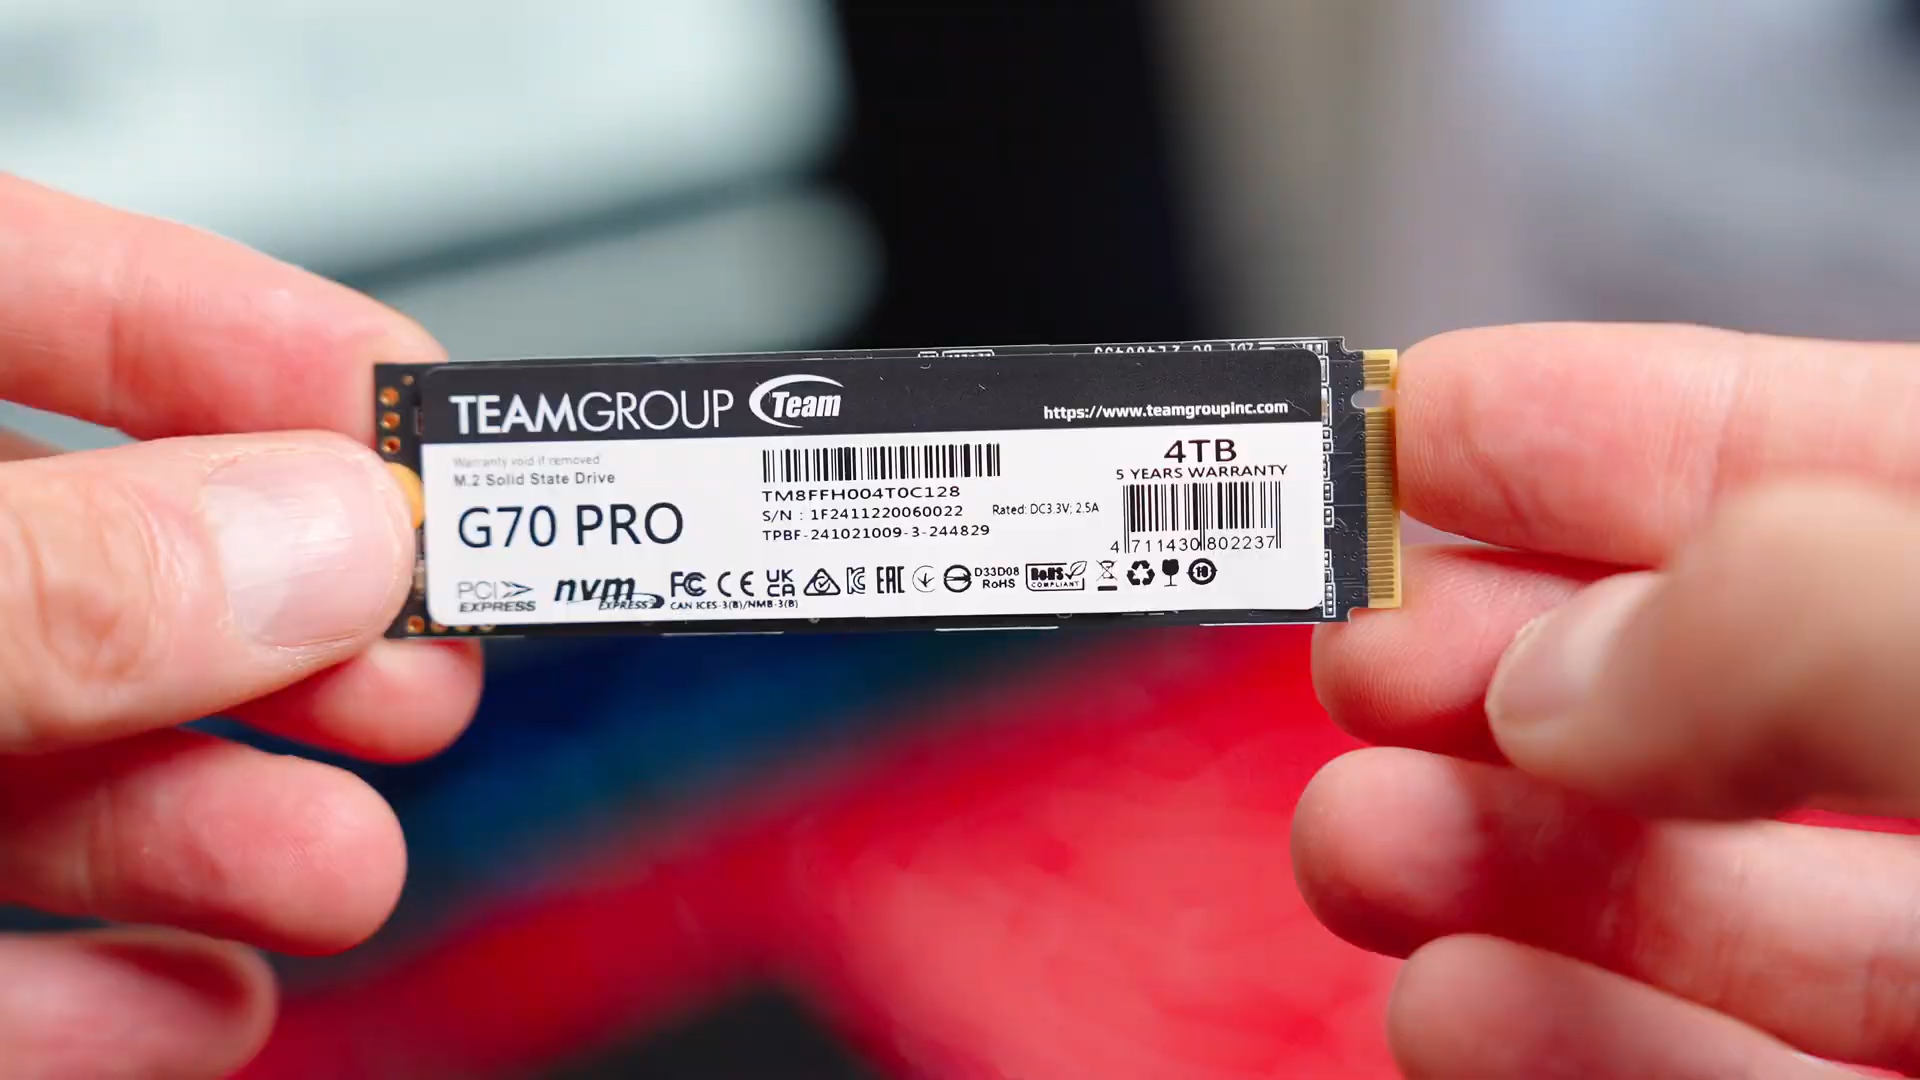 TEAMGROUP Team
https://www.teamgroupinc.com
Warranty void if removed
M.2 Solid State Drive
G70 PRO
PCI EXPRESS
nvm EXPRESS
TM8FFH004T0C128
S/N : 1F2411220060022
TPBF-241021009-3-244829
Rated: DC3.3V; 2.5A
4TB
5 YEARS WARRANTY
4 711430 802237
FC CE UK CA EAC D33D08 RoHS RoHS COMPLIANT 10
CAN ICES-3(B)/NMB-3(B)